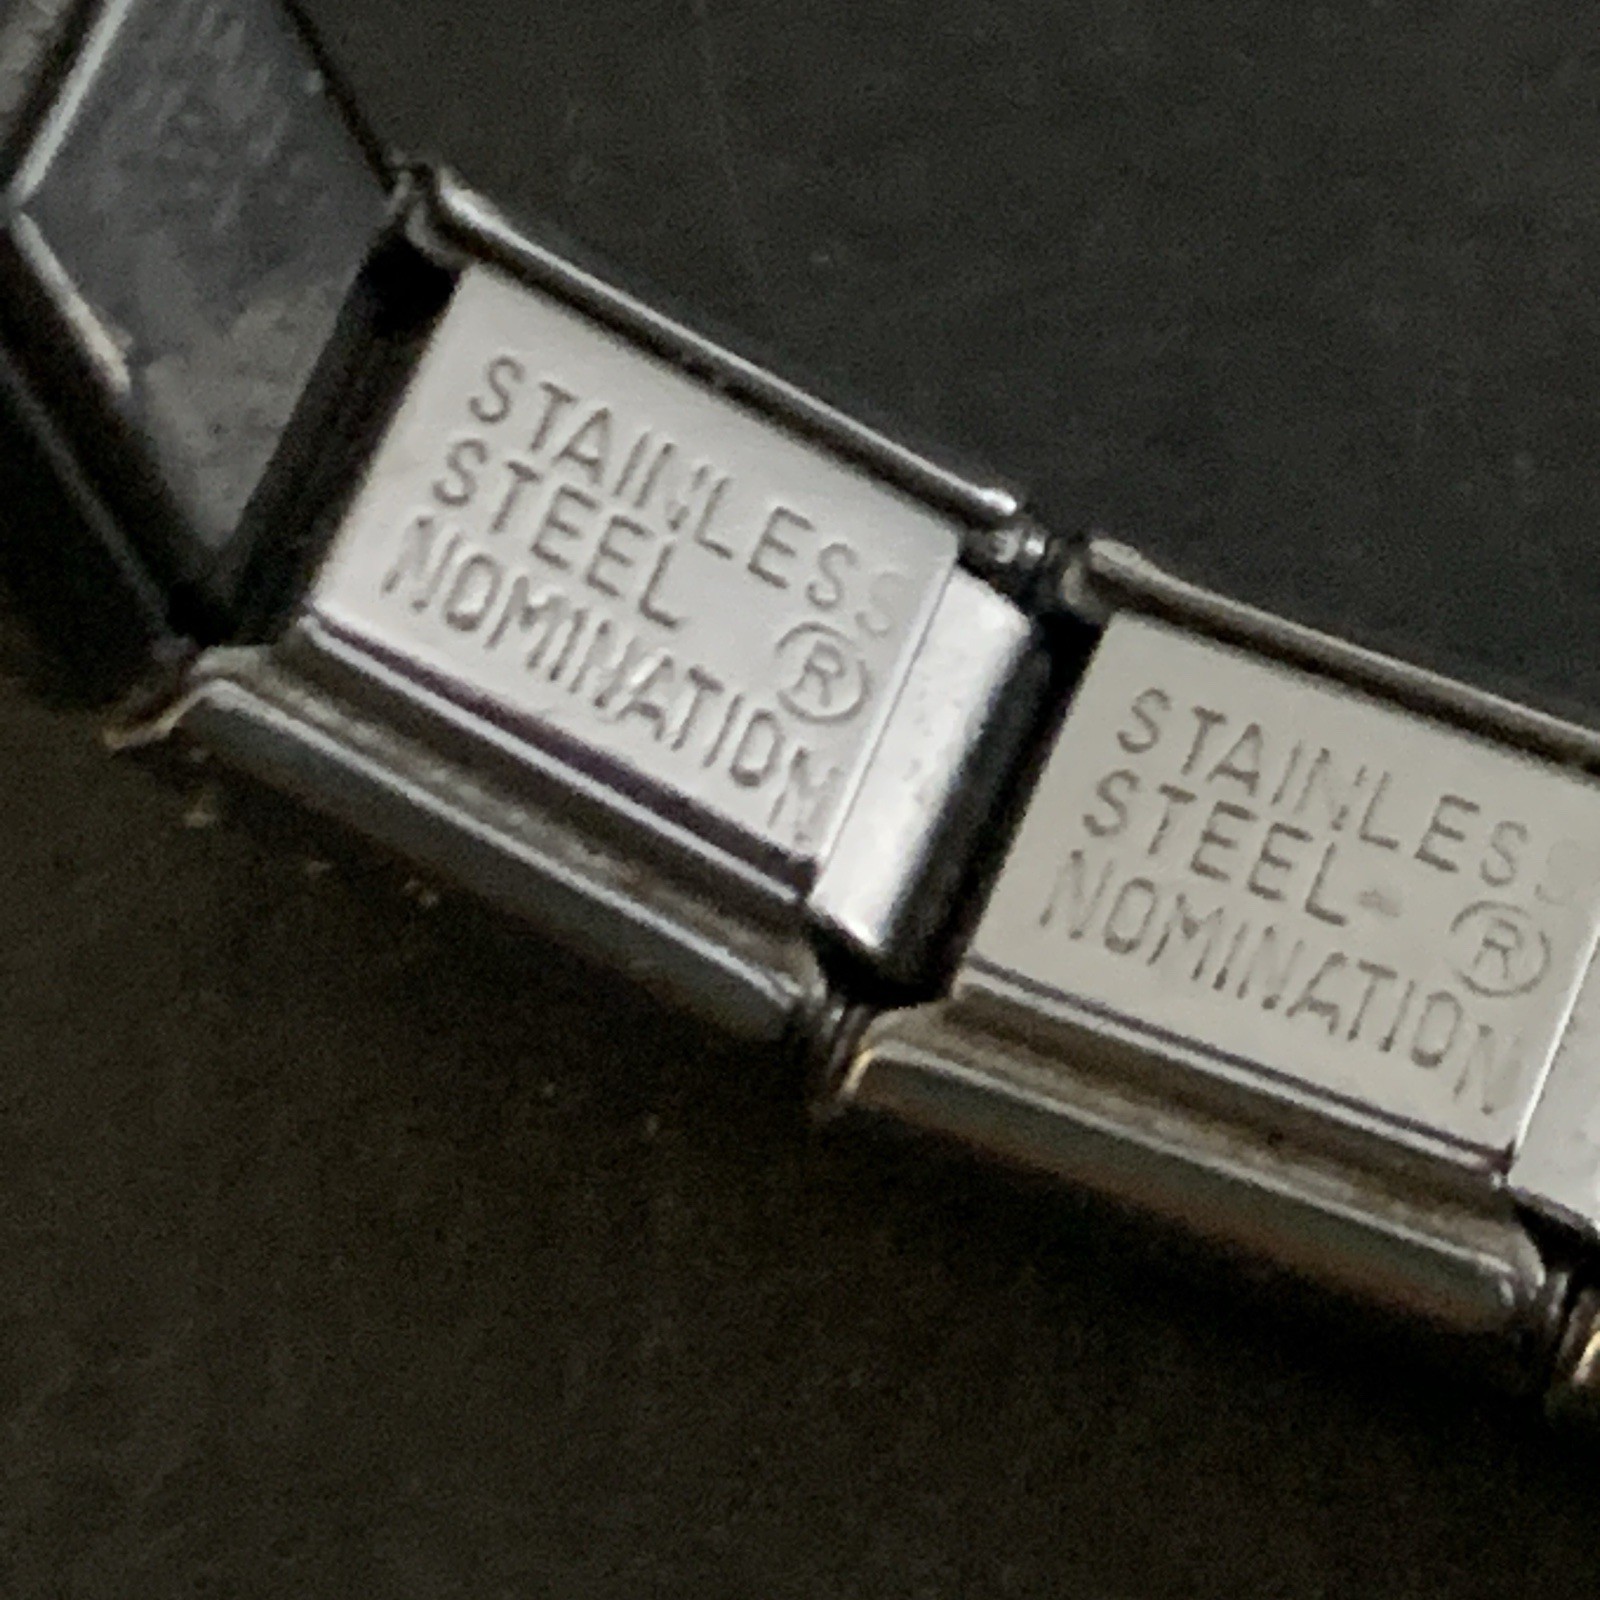 STAINLESS
STEEL
®
NOMINATION
STAINLESS
STEEL
®
NOMINATION